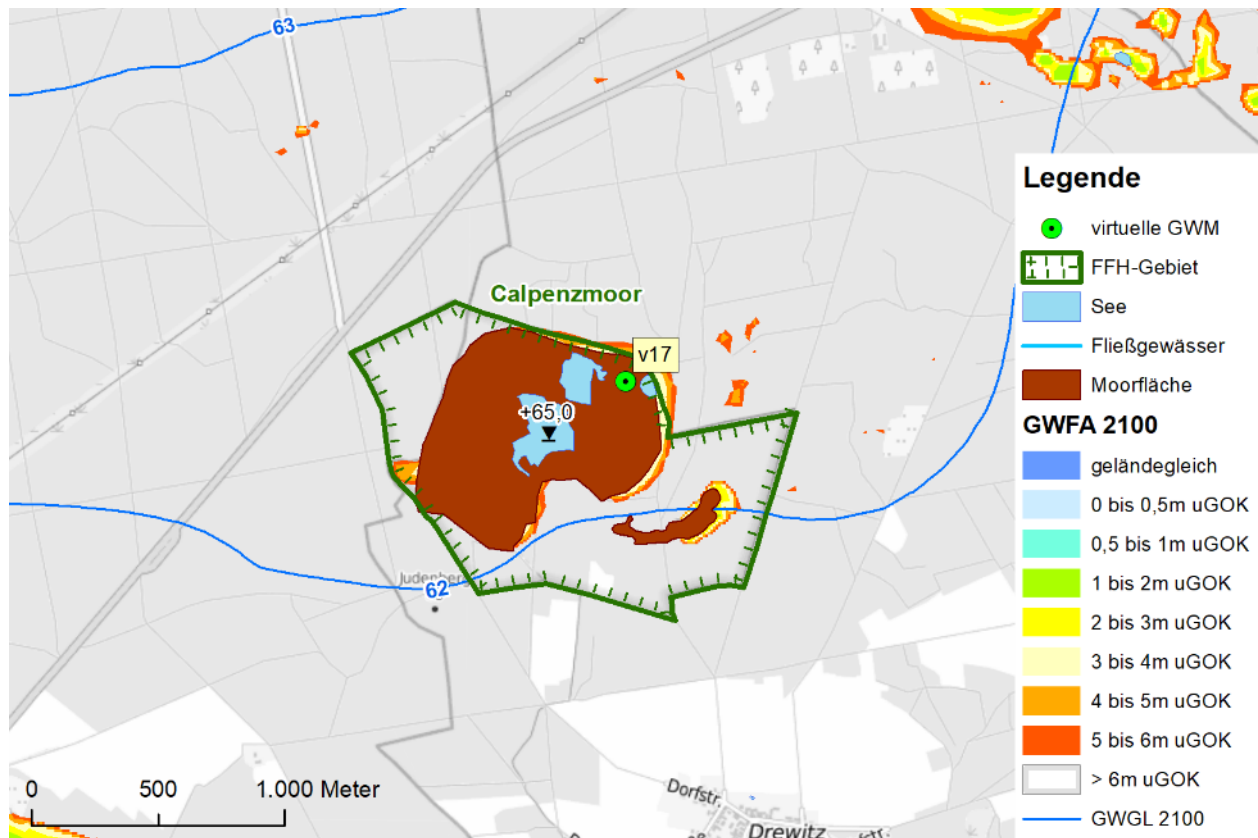 63
Calpenzmoor
v17
+65,0
Judenberg
62
0 500 1.000 Meter
Dorfstr.
Drewitz
Legende
virtuelle GWM
FFH-Gebiet
See
Fließgewässer
Moorfläche
GWFA 2100
geländegleich
0 bis 0,5m uGOK
0,5 bis 1m uGOK
1 bis 2m uGOK
2 bis 3m uGOK
3 bis 4m uGOK
4 bis 5m uGOK
5 bis 6m uGOK
> 6m uGOK
GWGL 2100